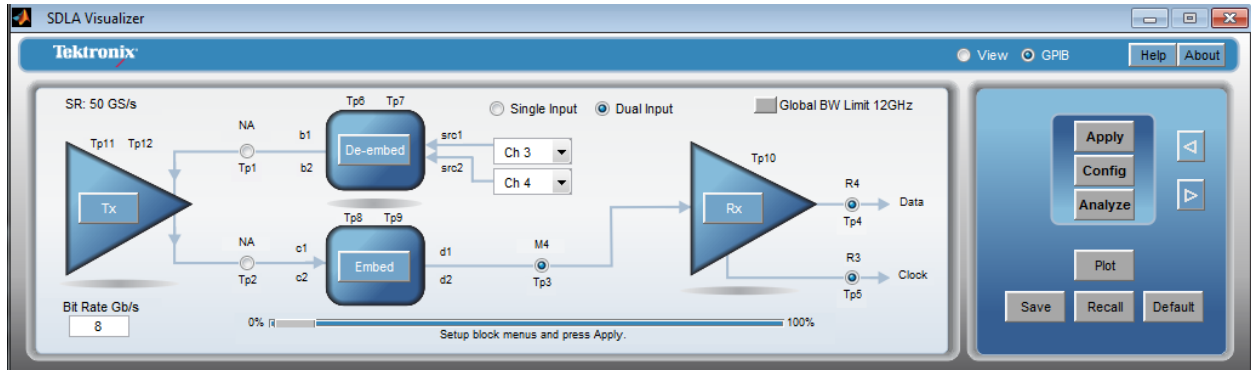 SDLA Visualizer
Tektronix
View GPIB Help About
SR: 50 GS/s
Tp6 Tp7
Single Input Dual Input
Global BW Limit 12GHz
Tp11 Tp12
NA
b1
De-embed
src1
Ch 3
Tp1
b2
src2
Ch 4
Tx
Tp8 Tp9
Tp10
Rx
R4
Data
Tp4
NA
c1
Embed
d1
M4
Tp2
c2
d2
Tp3
R3
Clock
Tp5
Bit Rate Gb/s
8
0% 100%
Setup block menus and press Apply.
Apply
Config
Analyze
Plot
Save Recall Default